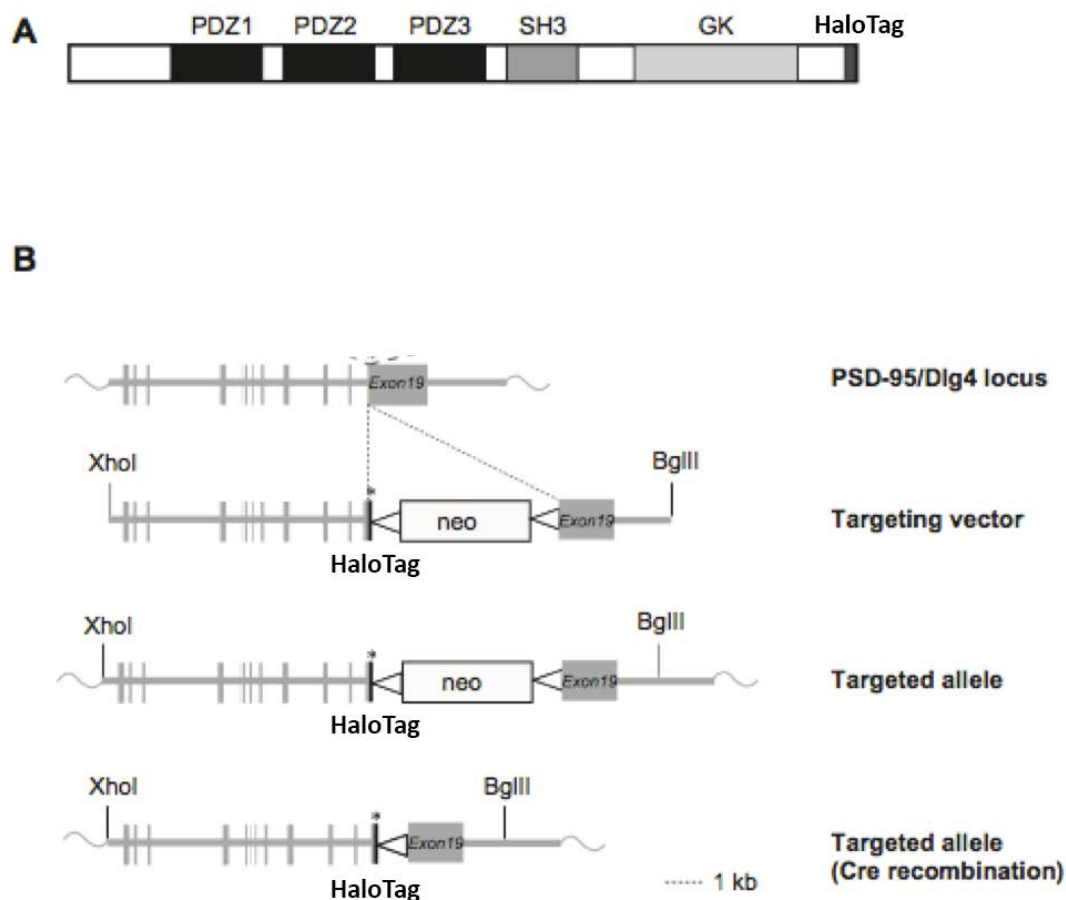 A
PDZ1 PDZ2 PDZ3 SH3 GK HaloTag
B
Exon19
PSD-95/Dlg4 locus
XhoI
BglII
*
neo
Exon19
Targeting vector
HaloTag
XhoI
BglII
*
neo
Exon19
Targeted allele
HaloTag
XhoI
BglII
*
Exon19
Targeted allele
(Cre recombination)
HaloTag
1 kb